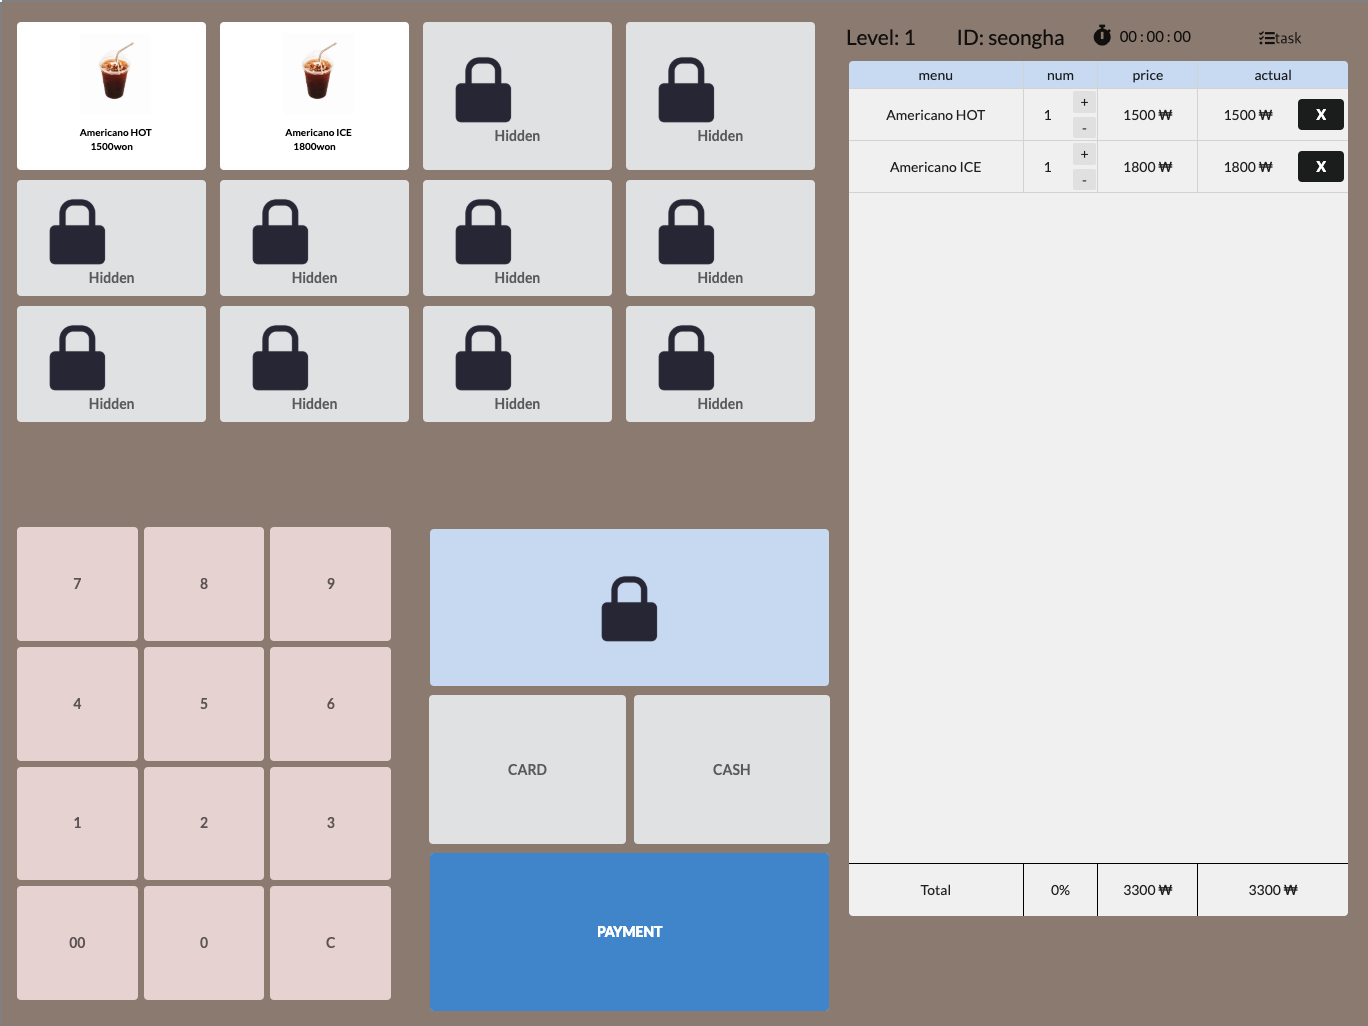 Americano HOT
1500won
Americano ICE
1800won
Hidden
Hidden
Hidden
Hidden
Hidden
Hidden
Hidden
Hidden
Hidden
Hidden
7 8 9
4 5 6
1 2 3
00 0 C
CARD CASH
PAYMENT
Level: 1 ID: seongha 00 : 00 : 00 task
menu num price actual
Americano HOT 1 + - 1500 ₩ 1500 ₩ X
Americano ICE 1 + - 1800 ₩ 1800 ₩ X
Total 0% 3300 ₩ 3300 ₩